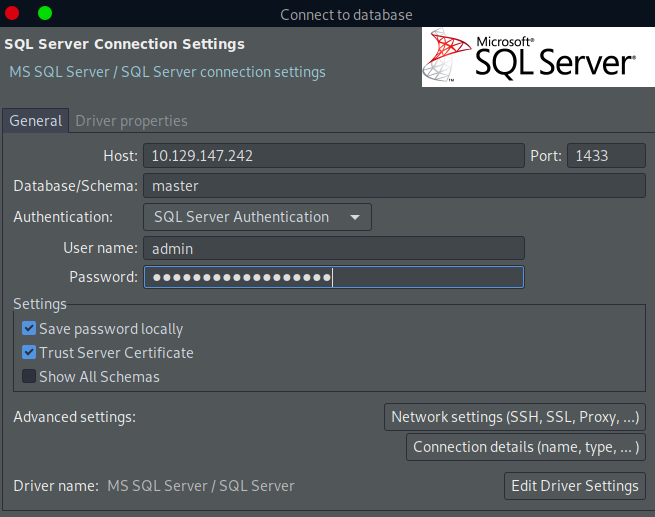 Connect to database
SQL Server Connection Settings
MS SQL Server / SQL Server connection settings
Microsoft®
SQL Server®
General
Driver properties
Host: 10.129.147.242 Port: 1433
Database/Schema: master
Authentication: SQL Server Authentication
User name: admin
Password: ●●●●●●●●●●●●●●●●●●
Settings
Save password locally
Trust Server Certificate
Show All Schemas
Advanced settings: Network settings (SSH, SSL, Proxy, ...)
Connection details (name, type, ... )
Driver name: MS SQL Server / SQL Server Edit Driver Settings